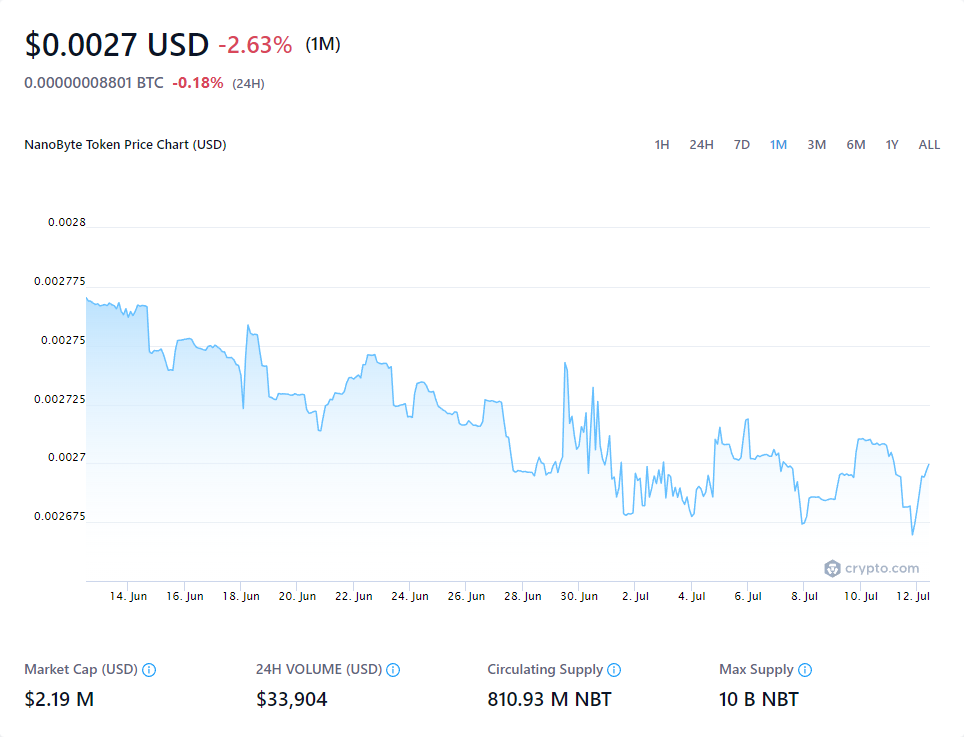 $0.0027 USD -2.63% (1M)
0.00000008801 BTC -0.18% (24H)
NanoByte Token Price Chart (USD)
1H 24H 7D 1M 3M 6M 1Y ALL
0.0028
0.002775
0.00275
0.002725
0.0027
0.002675
crypto.com
14. Jun 16. Jun 18. Jun 20. Jun 22. Jun 24. Jun 26. Jun 28. Jun 30. Jun 2. Jul 4. Jul 6. Jul 8. Jul 10. Jul 12. Jul
Market Cap (USD) 24H VOLUME (USD) Circulating Supply Max Supply
$2.19 M $33,904 810.93 M NBT 10 B NBT